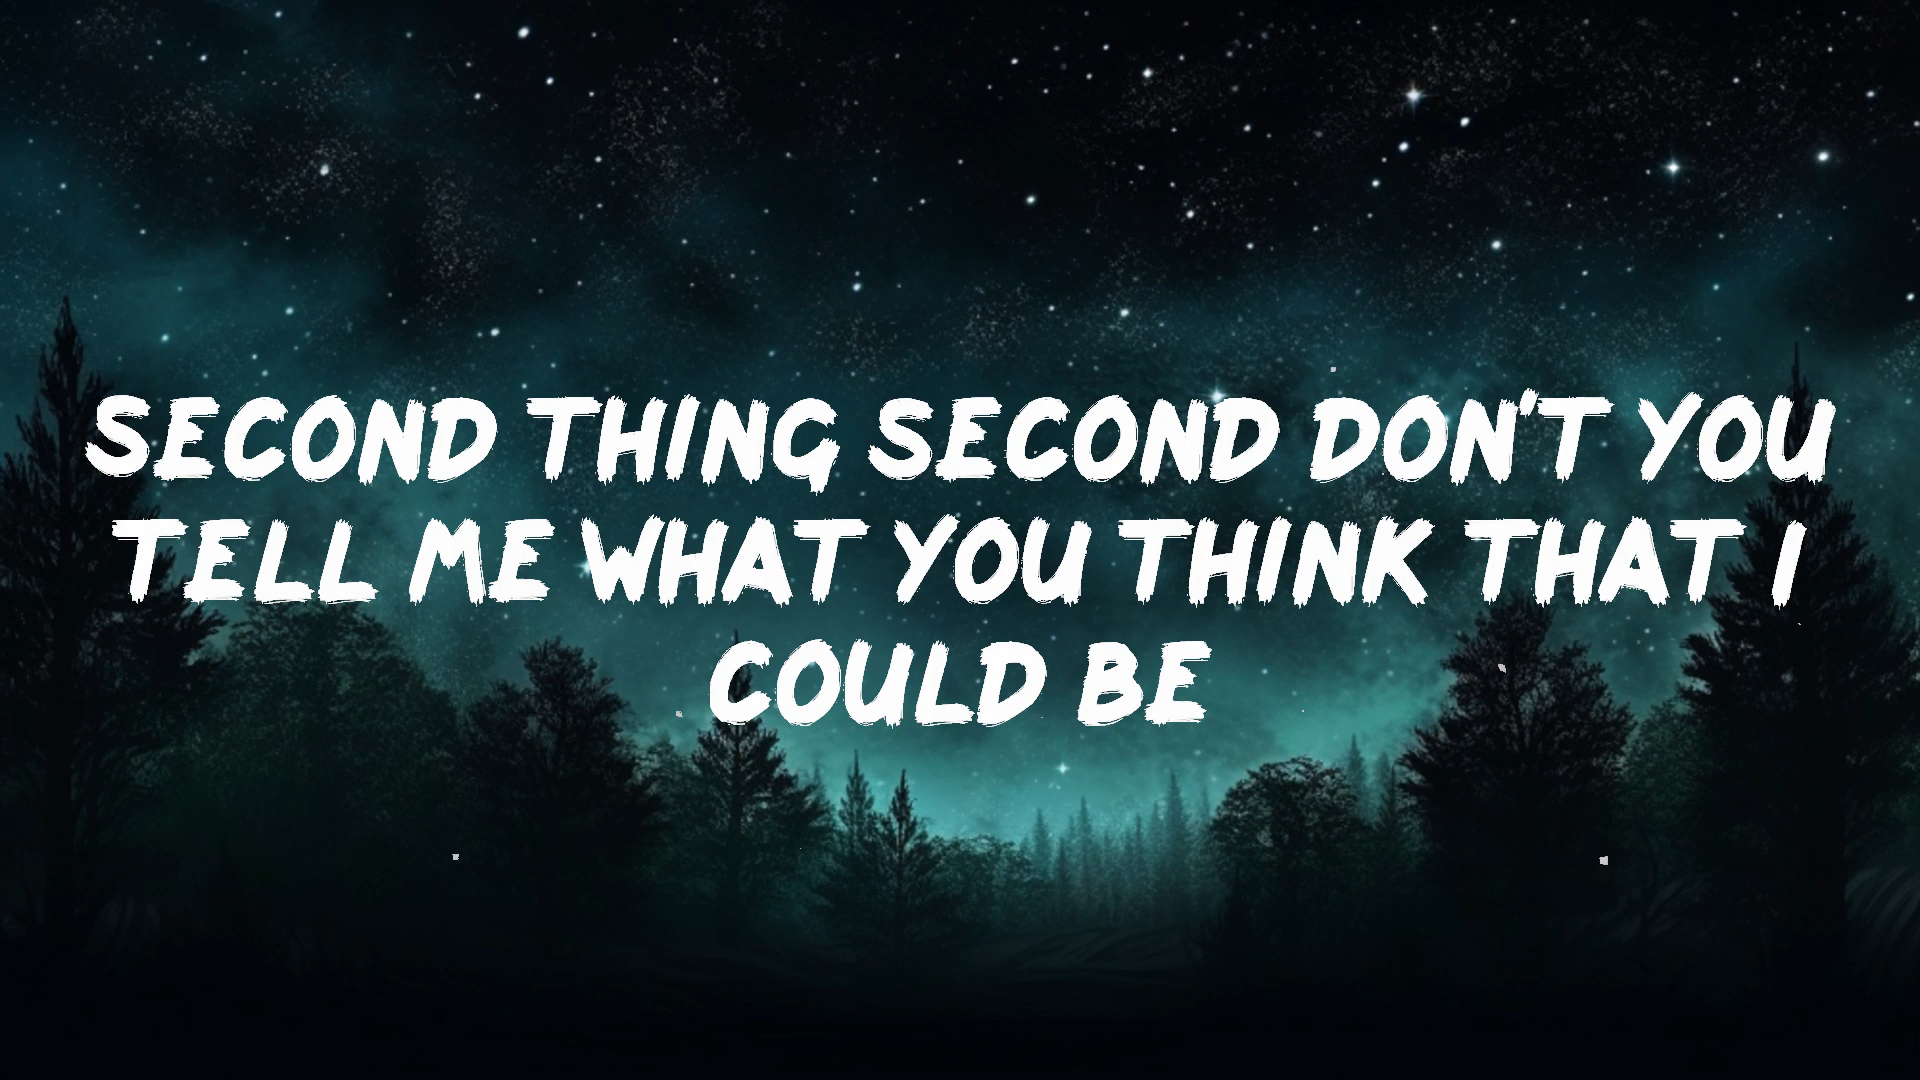 SECOND THING SECOND DON'T YOU
TELL ME WHAT YOU THINK THAT I
COULD BE